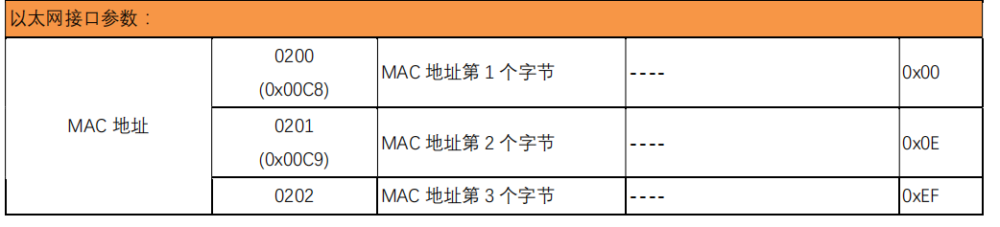 以太网接口参数：
MAC 地址
0200
(0x00C8)
MAC 地址第 1 个字节
----
0x00
0201
(0x00C9)
MAC 地址第 2 个字节
----
0x0E
0202
MAC 地址第 3 个字节
----
0xEF